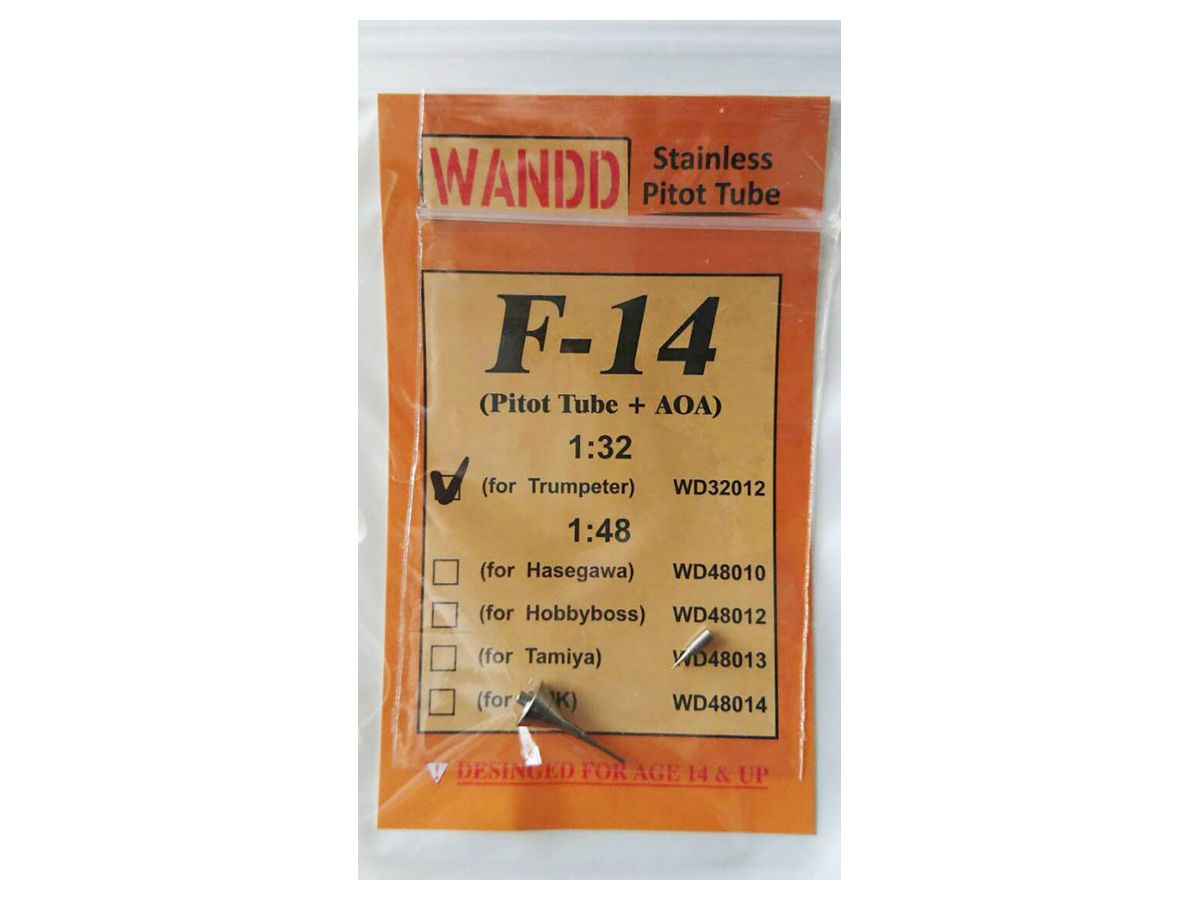 WANDD
Stainless
Pitot Tube
F-14
(Pitot Tube + AOA)
1:32
(for Trumpeter) WD32012
1:48
(for Hasegawa) WD48010
(for Hobbyboss) WD48012
(for Tamiya) WD48013
(for WD48014
! DESINGED FOR AGE 14 & UP